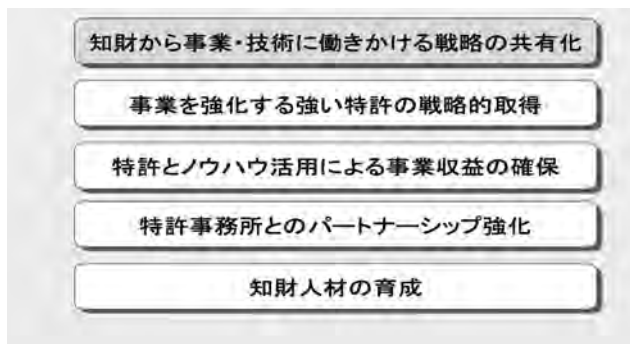 知財から事業・技術に働きかける戦略の共有化
事業を強化する強い特許の戦略的取得
特許とノウハウ活用による事業収益の確保
特許事務所とのパートナーシップ強化
知財人材の育成